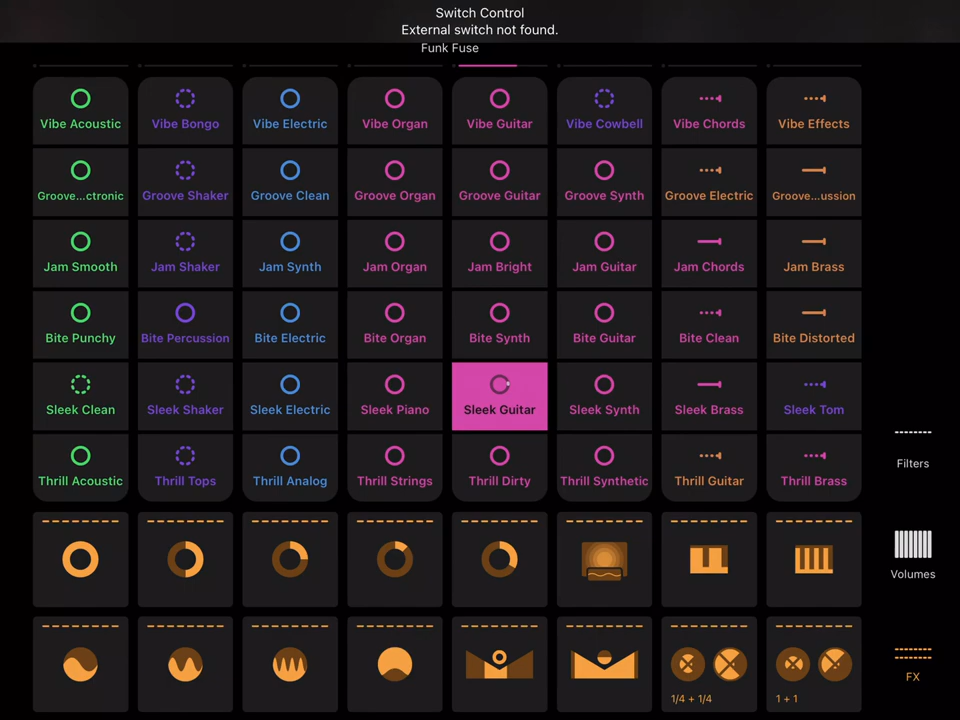 Switch Control
External switch not found.
Funk Fuse
Vibe Acoustic
Vibe Bongo
Vibe Electric
Vibe Organ
Vibe Guitar
Vibe Cowbell
Vibe Chords
Vibe Effects
Groove...ctronic
Groove Shaker
Groove Clean
Groove Organ
Groove Guitar
Groove Synth
Groove Electric
Groove...ussion
Jam Smooth
Jam Shaker
Jam Synth
Jam Organ
Jam Bright
Jam Guitar
Jam Chords
Jam Brass
Bite Punchy
Bite Percussion
Bite Electric
Bite Organ
Bite Synth
Bite Guitar
Bite Clean
Bite Distorted
Sleek Clean
Sleek Shaker
Sleek Electric
Sleek Piano
Sleek Guitar
Sleek Synth
Sleek Brass
Sleek Tom
Thrill Acoustic
Thrill Tops
Thrill Analog
Thrill Strings
Thrill Dirty
Thrill Synthetic
Thrill Guitar
Thrill Brass
Filters
Volumes
FX
1/4 + 1/4
1 + 1